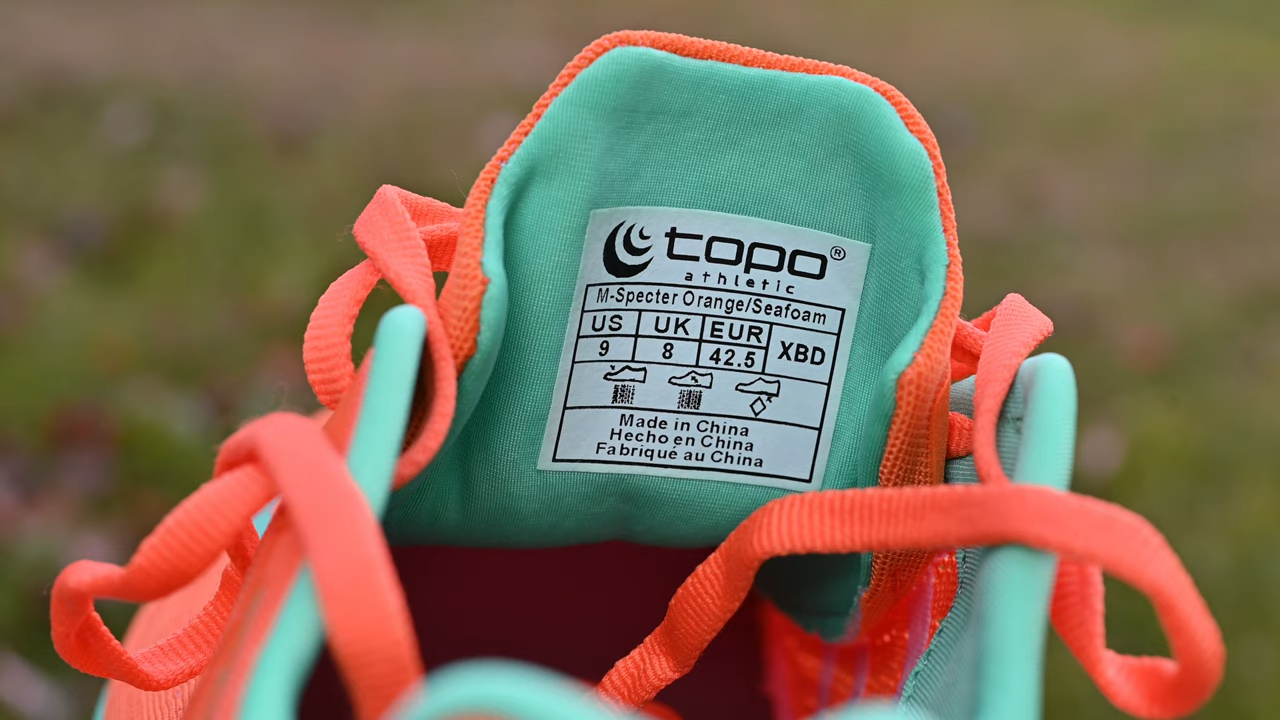 topo®
athletic
M-Specter Orange/Seafoam
US UK EUR XBD
9 8 42.5
Made in China
Hecho en China
Fabriqué au China